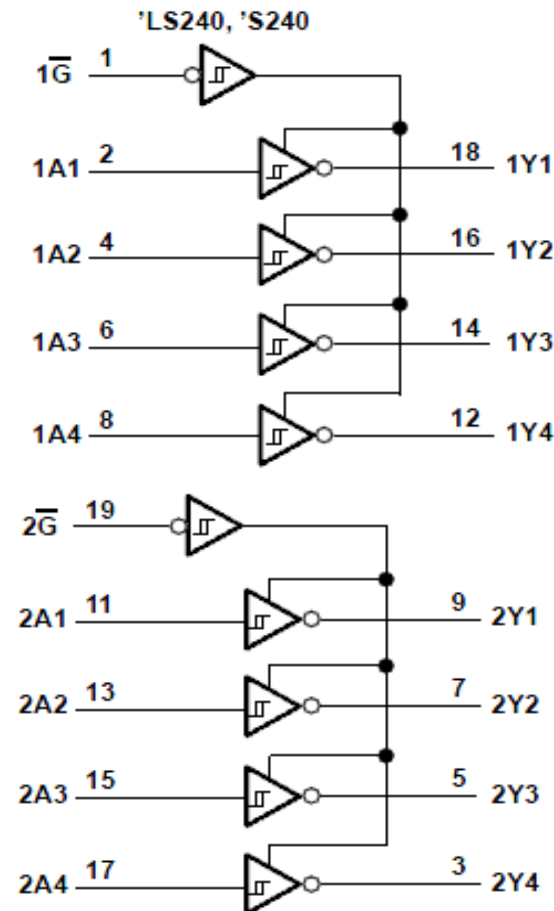 'LS240, 'S240
1G̅ 1
1A1 2 18 1Y1
1A2 4 16 1Y2
1A3 6 14 1Y3
1A4 8 12 1Y4
2G̅ 19
2A1 11 9 2Y1
2A2 13 7 2Y2
2A3 15 5 2Y3
2A4 17 3 2Y4